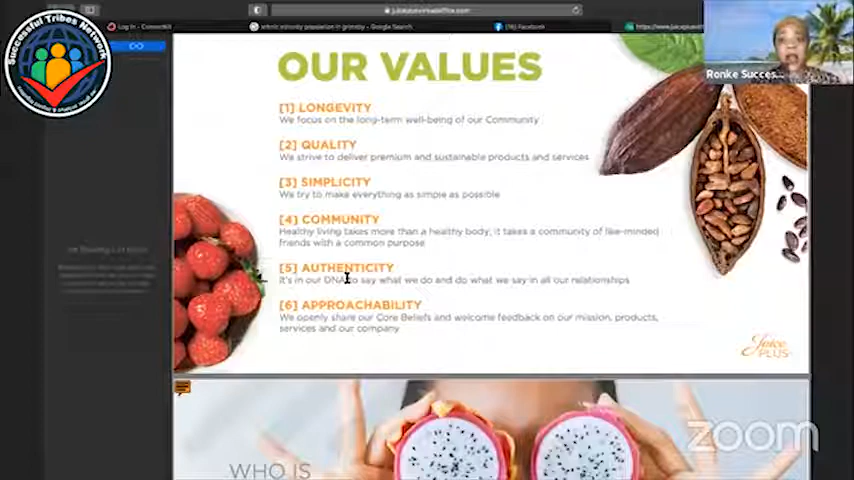 Successful Tribes Network
Log In - ConvertKit
ethnic minority population in grimsby - Google Search
(16) Facebook
Ronke Succes...
OUR VALUES
[1] LONGEVITY
We focus on the long-term well-being of our Community
[2] QUALITY
We strive to deliver premium and sustainable products and services
[3] SIMPLICITY
We try to make everything as simple as possible
[4] COMMUNITY
Healthy living takes more than a healthy body, it takes a community of like-minded
friends with a common purpose
[5] AUTHENTICITY
It's in our DNA to say what we do and do what we say in all our relationships
[6] APPROACHABILITY
We openly share our Core Beliefs and welcome feedback on our mission, products,
services and our company
Juice
PLUS+
zoom
WHO IS